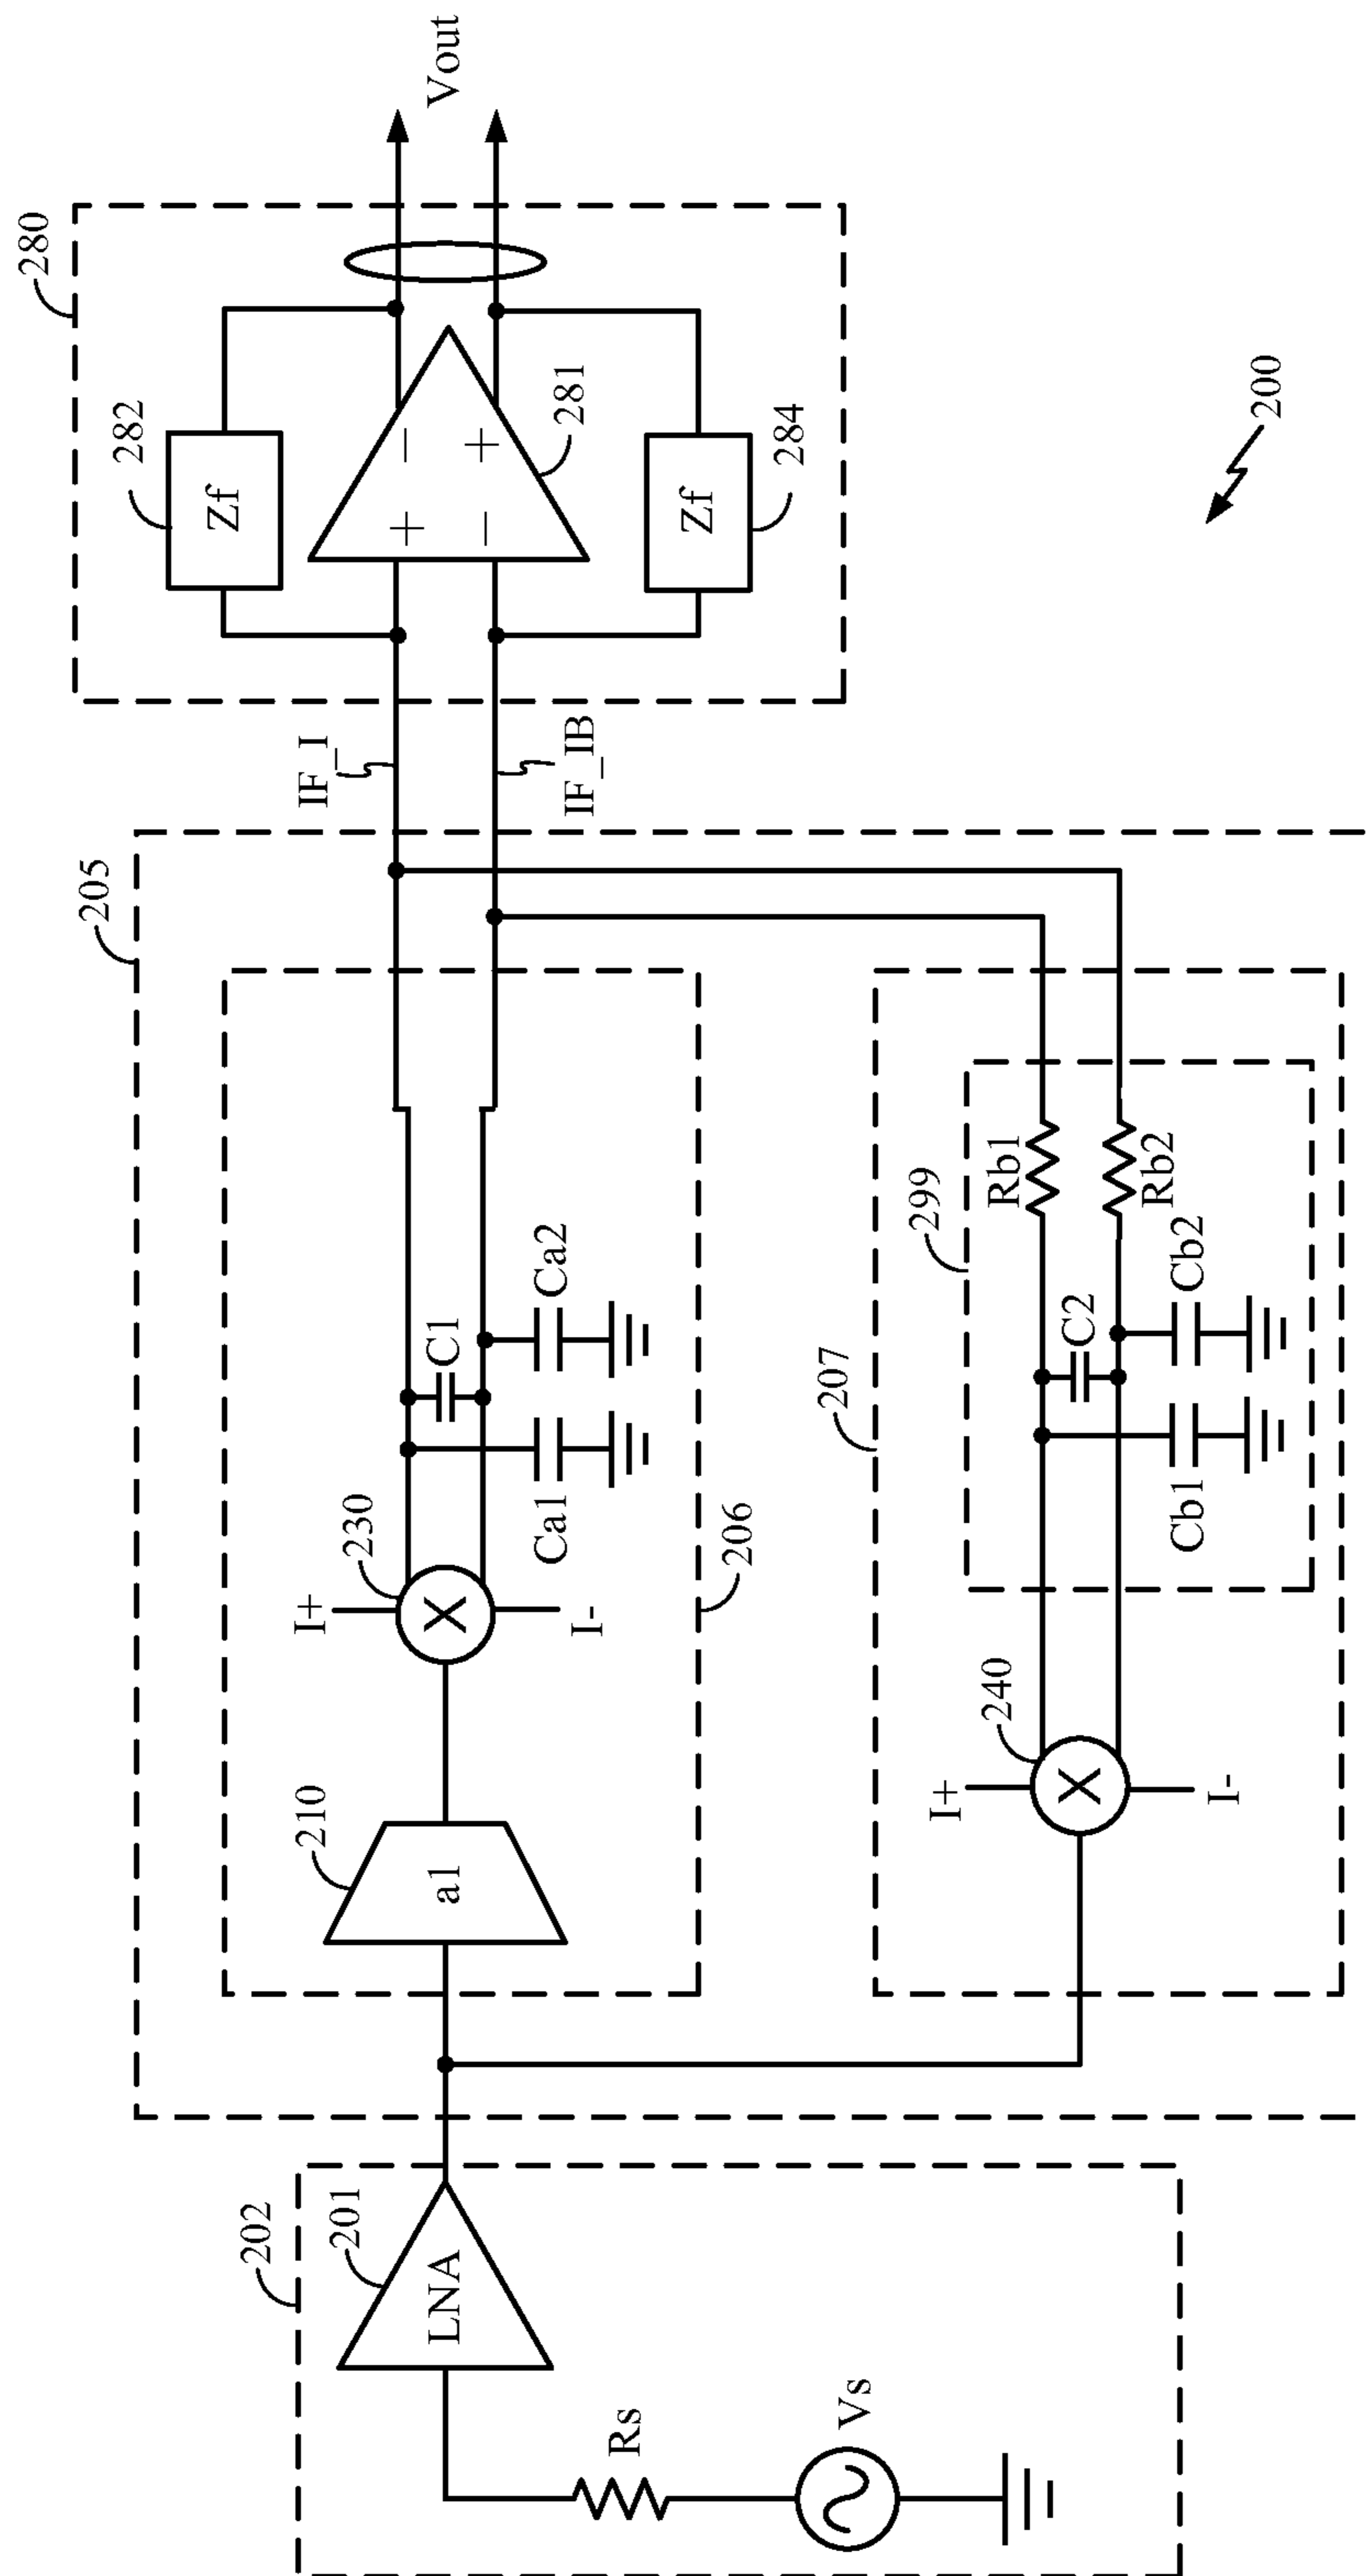 202
201
LNA
Rs
Vs
205
210
a1
230
I+
X
I-
Ca1
C1
Ca2
206
207
240
I+
X
I-
299
Cb1
C2
Cb2
Rb1
Rb2
IF_I
IF_IB
280
282
Zf
+
−
−
+
281
Zf
284
Vout
200